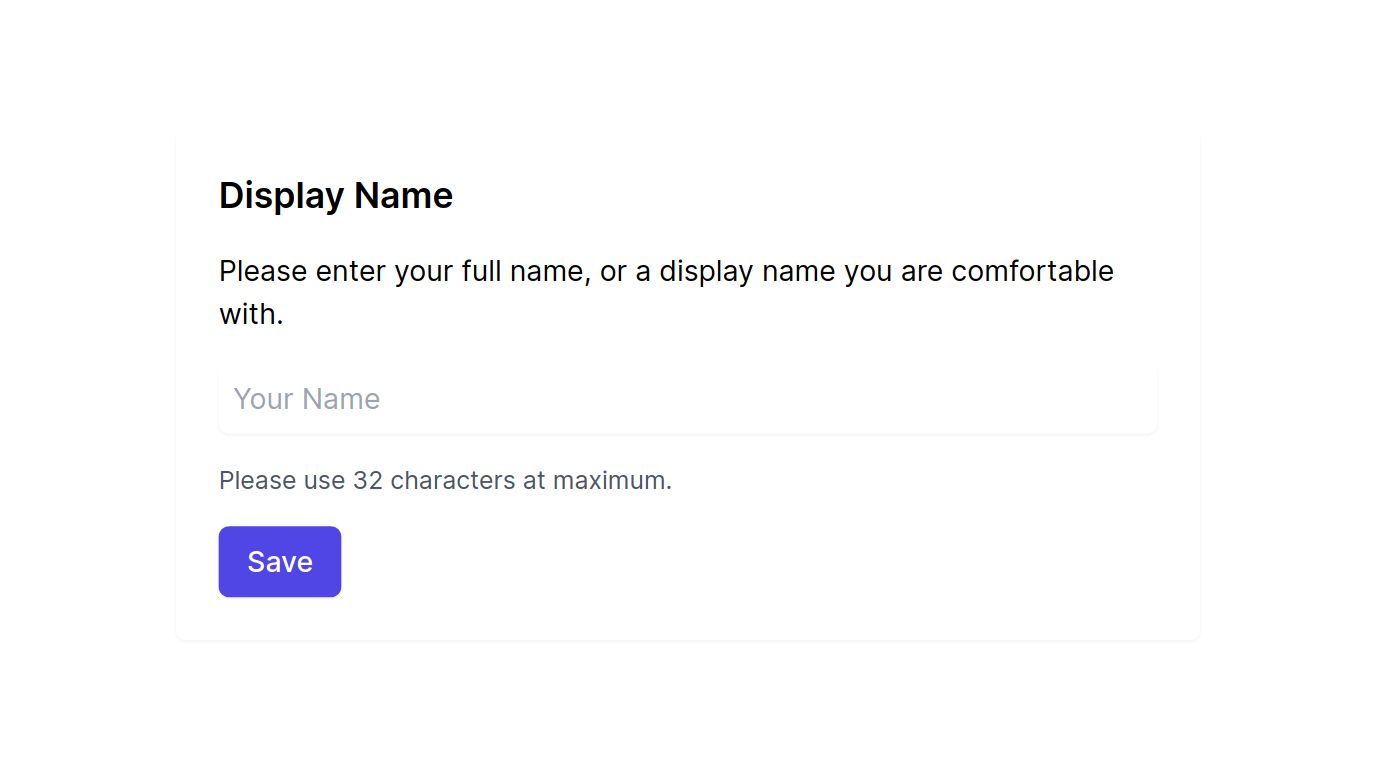 Display Name
Please enter your full name, or a display name you are comfortable
with.
Your Name
Please use 32 characters at maximum.
Save